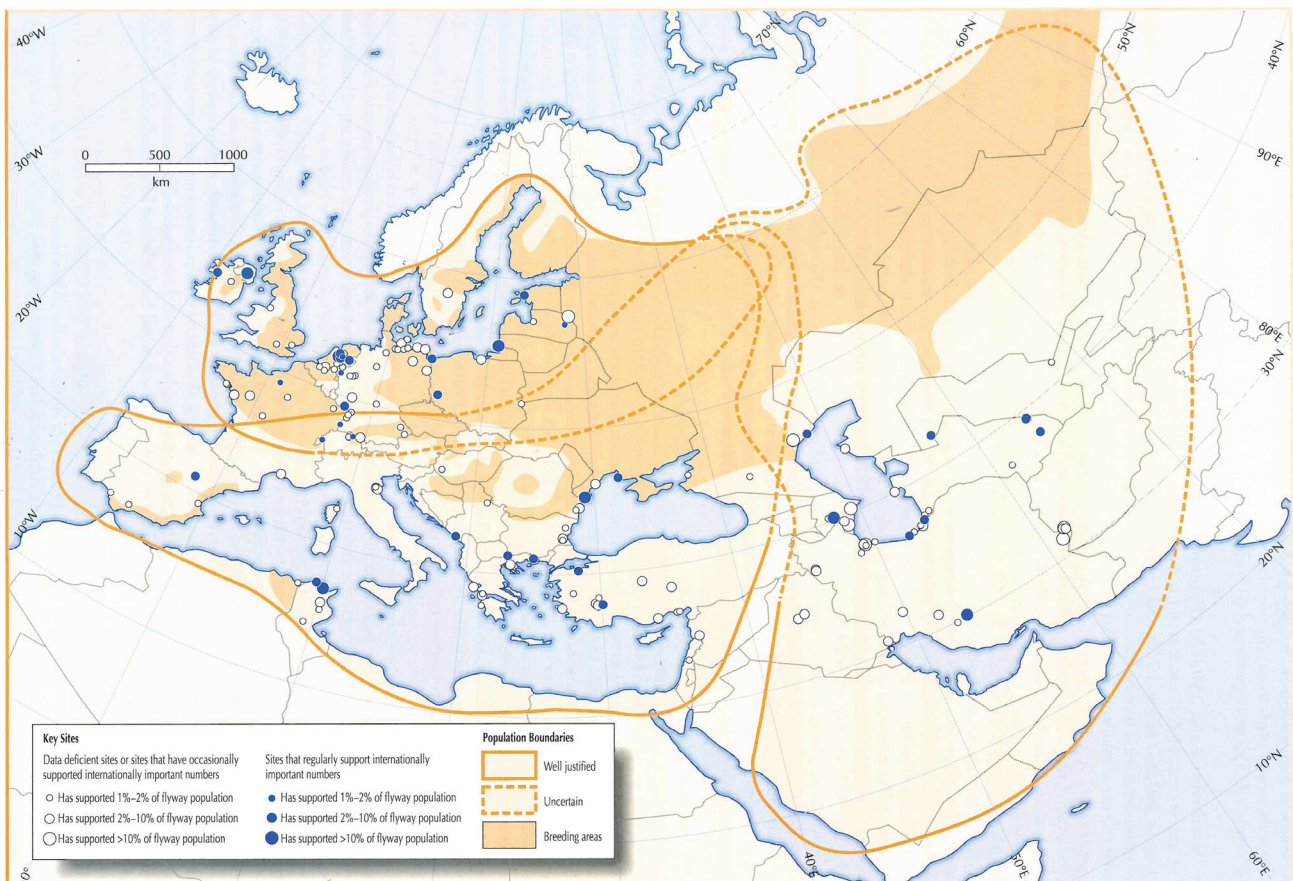 40°W
70°N
60°N
50°N
40°N
30°W
0 500 1000
km
90°E
20°W
80°E
30°N
10°W
20°N
10°N
Key Sites
Data deficient sites or sites that have occasionally
supported internationally important numbers
Has supported 1%–2% of flyway population
Has supported 2%–10% of flyway population
Has supported >10% of flyway population
Sites that regularly support internationally
important numbers
Has supported 1%–2% of flyway population
Has supported 2%–10% of flyway population
Has supported >10% of flyway population
Population Boundaries
Well justified
Uncertain
Breeding areas
0°
40°E
50°E
60°E